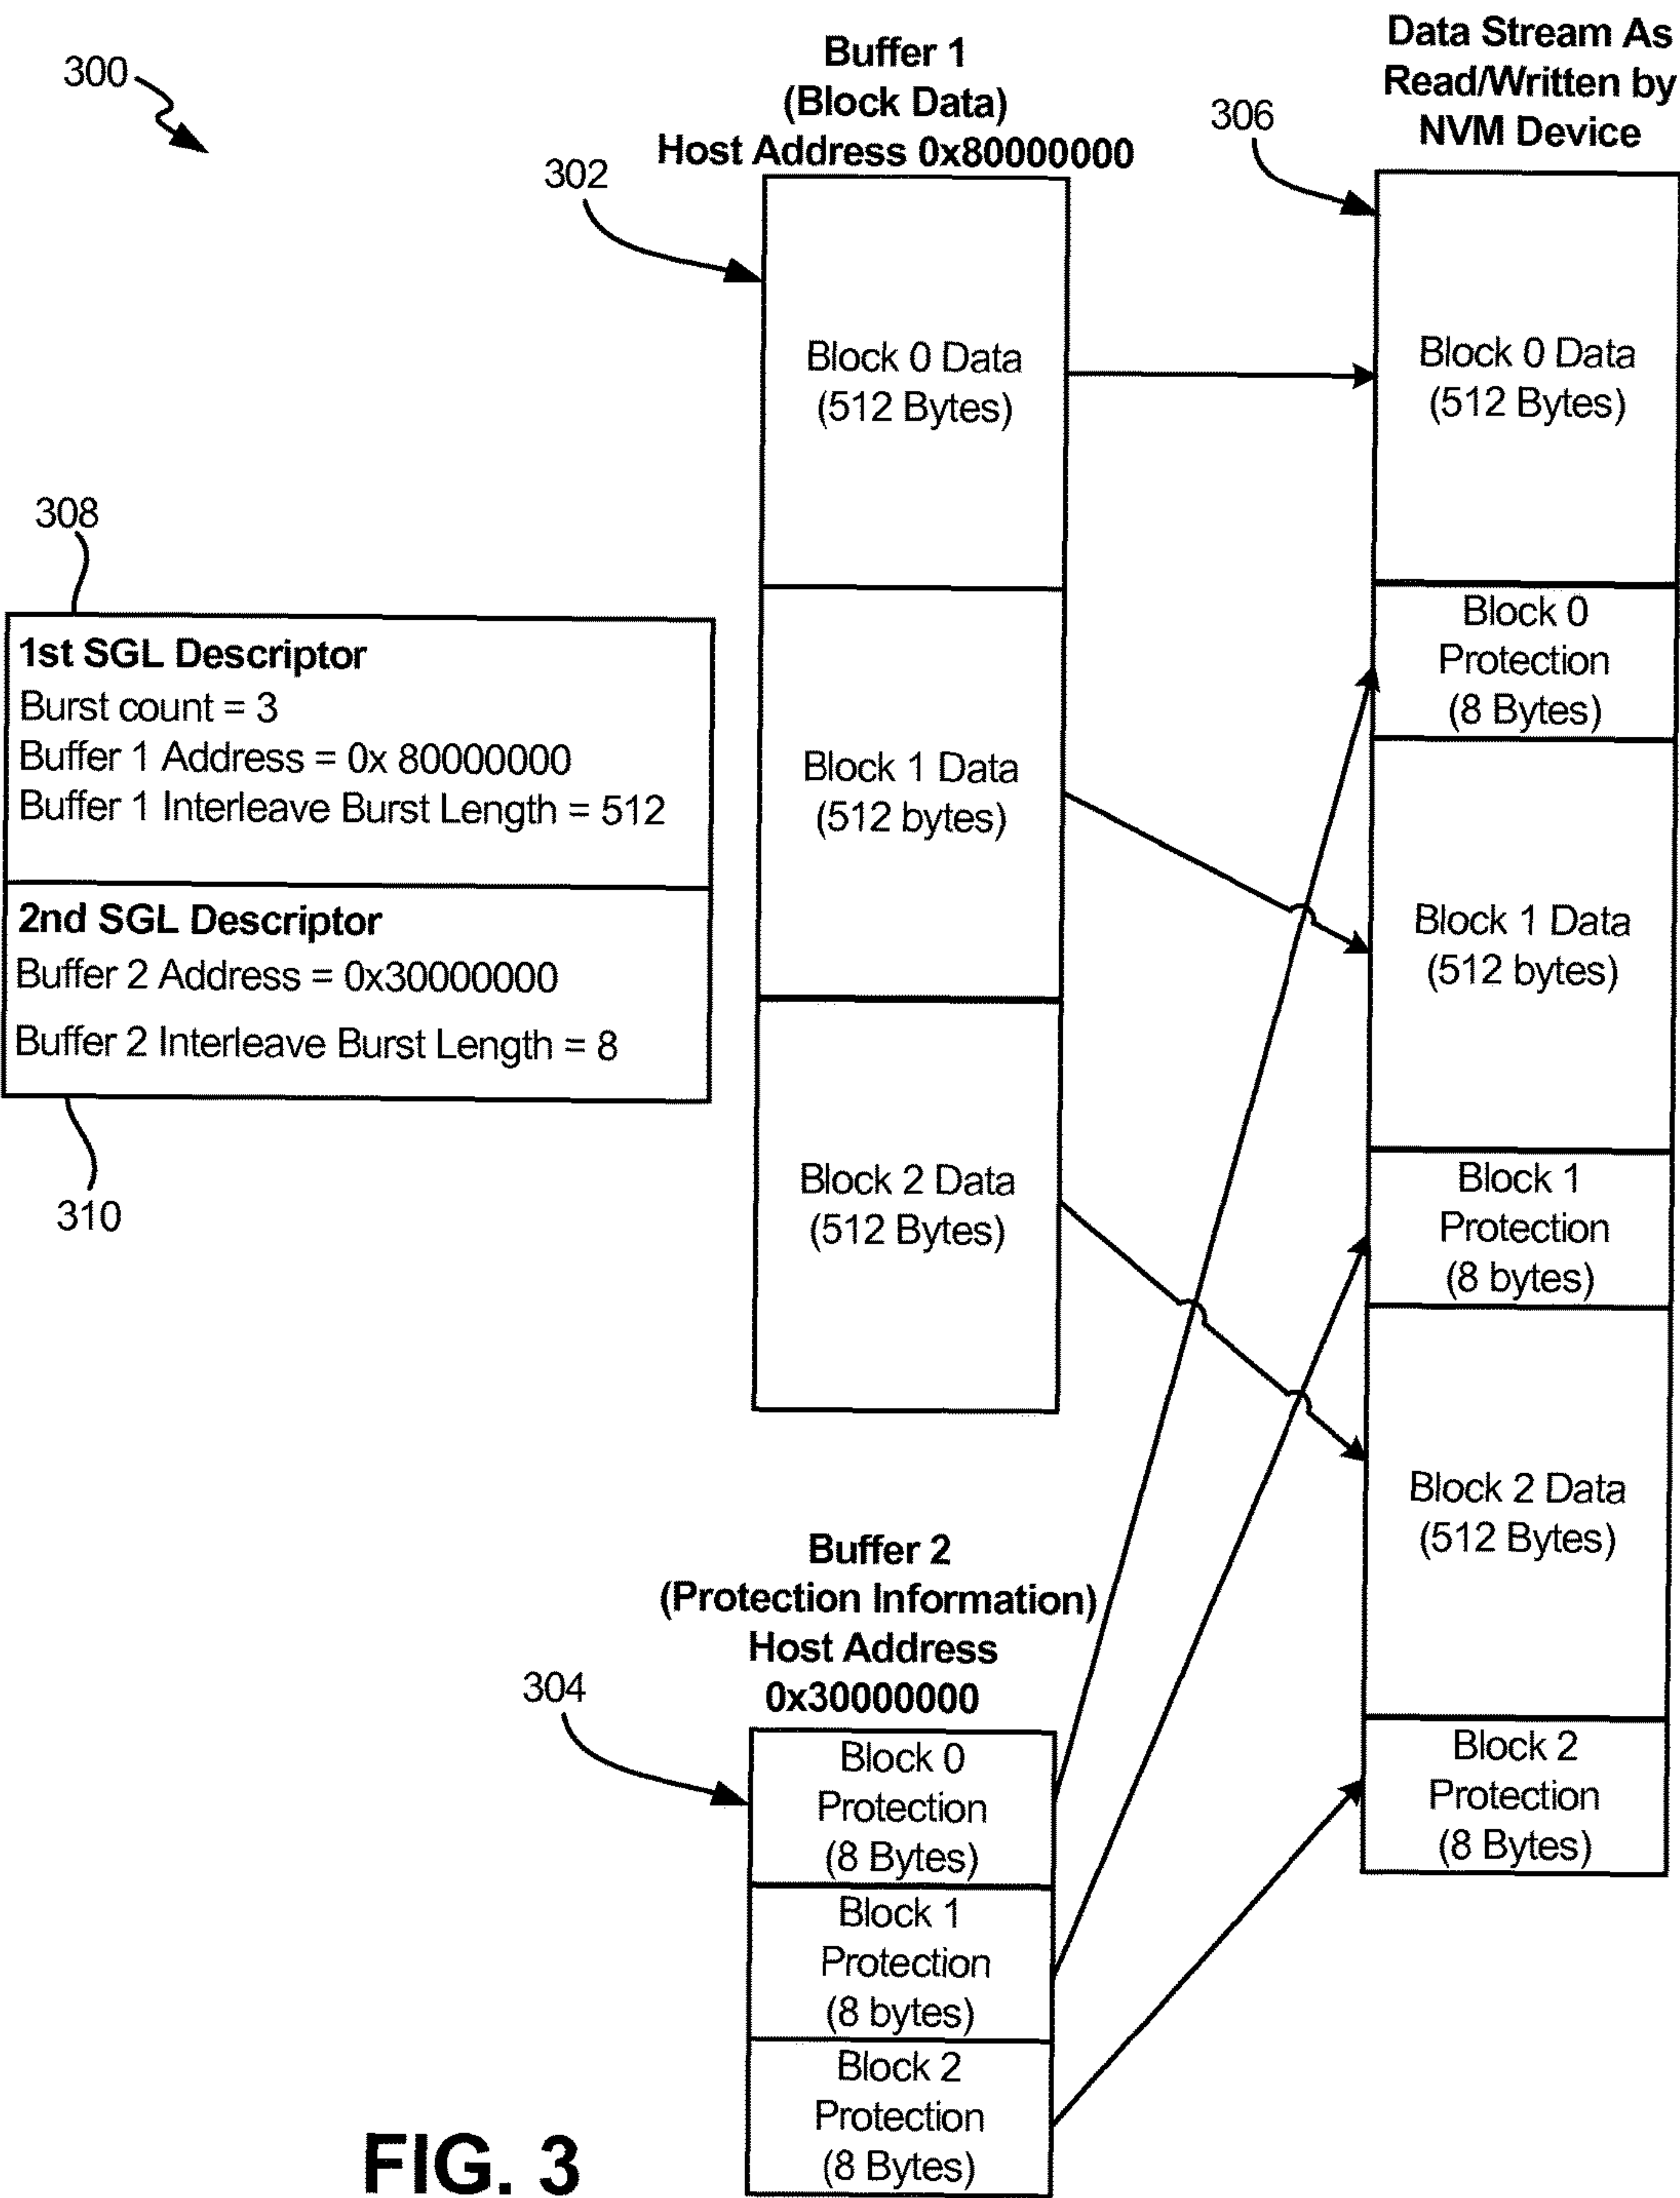 300
308
1st SGL Descriptor
Burst count = 3
Buffer 1 Address = 0x 80000000
Buffer 1 Interleave Burst Length = 512
2nd SGL Descriptor
Buffer 2 Address = 0x30000000
Buffer 2 Interleave Burst Length = 8
310
Buffer 1
(Block Data)
Host Address 0x80000000
302
Block 0 Data
(512 Bytes)
Block 1 Data
(512 bytes)
Block 2 Data
(512 Bytes)
Buffer 2
(Protection Information)
Host Address
0x30000000
304
Block 0
Protection
(8 Bytes)
Block 1
Protection
(8 bytes)
Block 2
Protection
(8 Bytes)
Data Stream As
Read/Written by
NVM Device
306
Block 0 Data
(512 Bytes)
Block 0
Protection
(8 Bytes)
Block 1 Data
(512 bytes)
Block 1
Protection
(8 bytes)
Block 2 Data
(512 Bytes)
Block 2
Protection
(8 Bytes)
FIG. 3